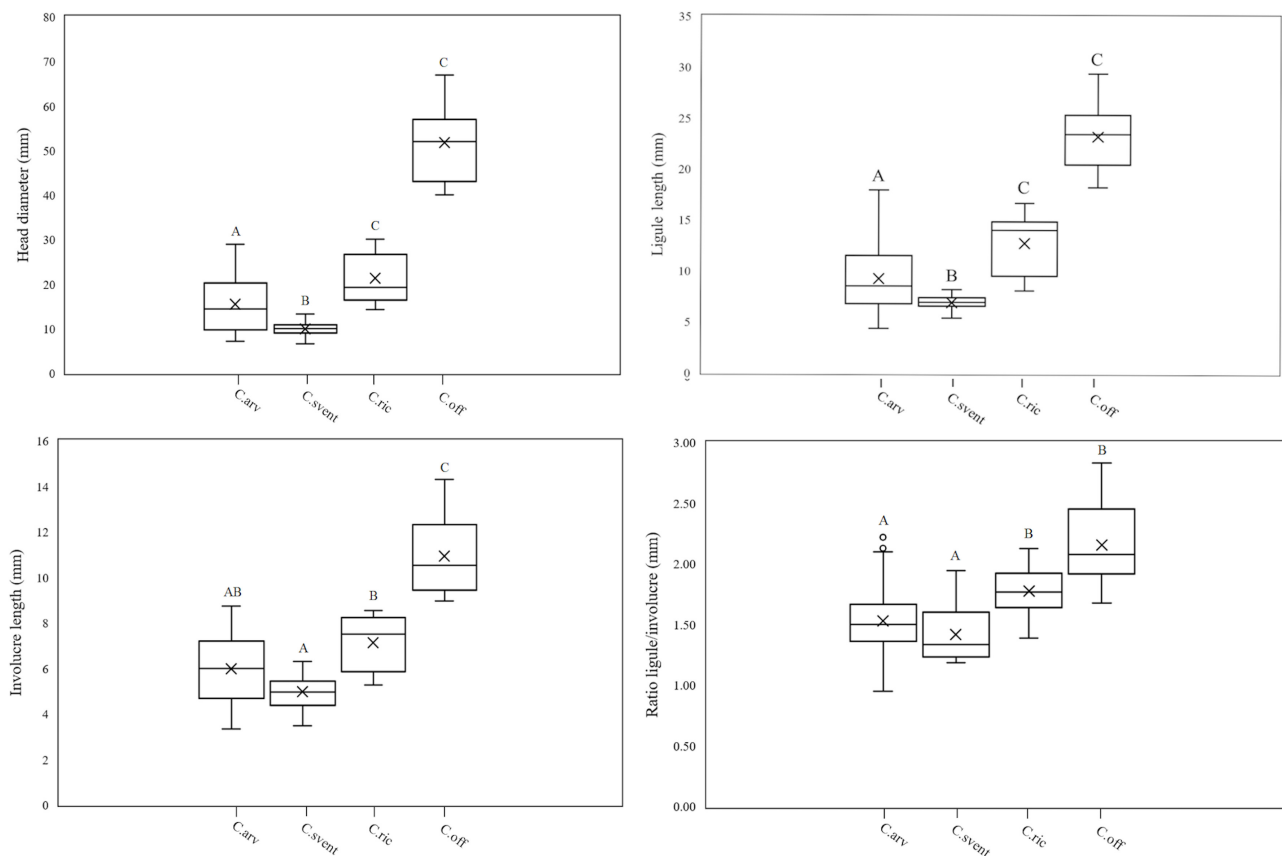 Head diameter (mm)
80
70
60
50
40
30
20
10
0
A
B
C
C
C.arv
C.svent
C.ric
C.off
Ligule length (mm)
35
30
25
20
15
10
5
0
A
B
C
C
C.arv
C.svent
C.ric
C.off
Involucre length (mm)
16
14
12
10
8
6
4
2
0
AB
A
B
C
C.arv
C.svent
C.ric
C.off
Ratio ligule/involucre (mm)
3.00
2.50
2.00
1.50
1.00
0.50
0.00
A
A
B
B
C.arv
C.svent
C.ric
C.off